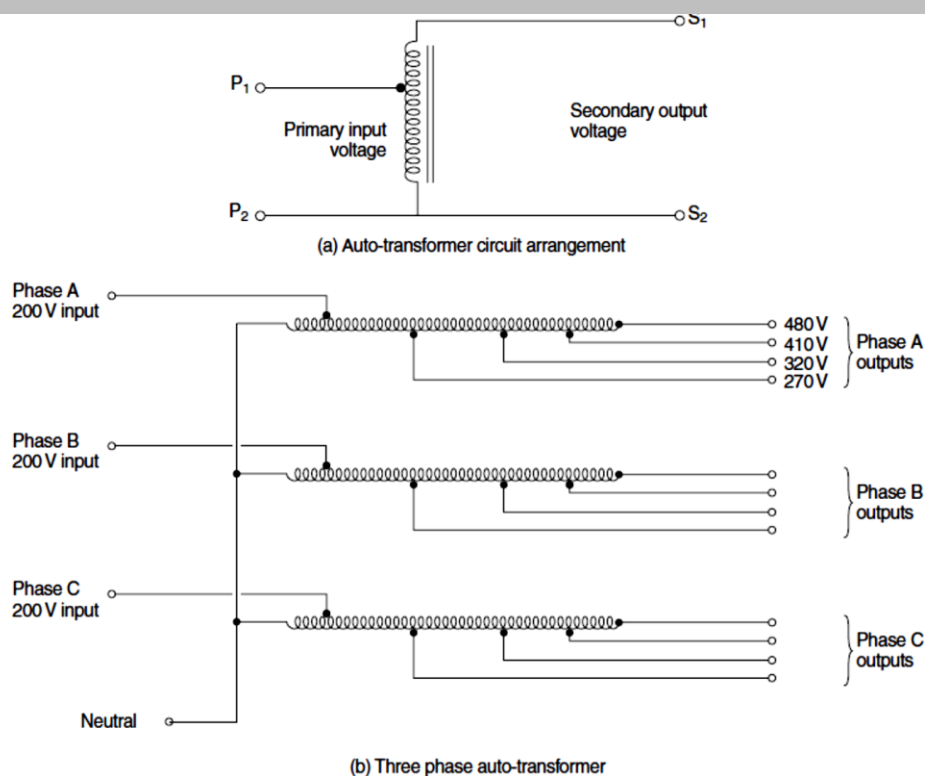 S1
P1
Primary input
voltage
Secondary output
voltage
P2
S2
(a) Auto-transformer circuit arrangement
Phase A
200 V input
480 V
410 V
320 V
270 V
Phase A
outputs
Phase B
200 V input
Phase B
outputs
Phase C
200 V input
Phase C
outputs
Neutral
(b) Three phase auto-transformer